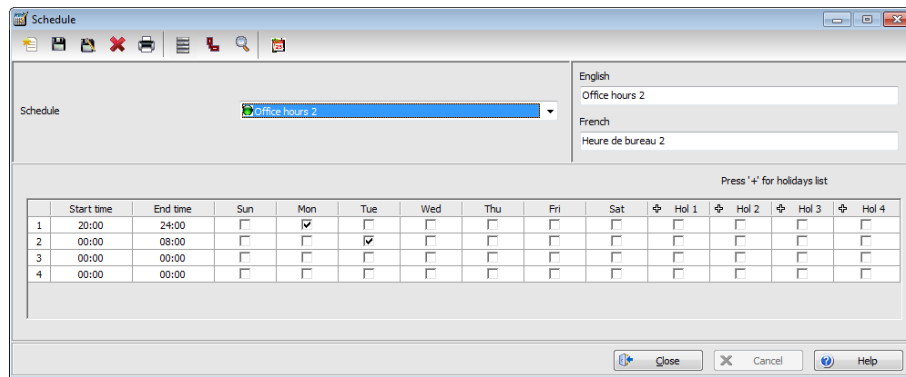 Schedule
English
Office hours 2
Schedule Office hours 2
French
Heure de bureau 2
Press '+' for holidays list
Start time End time Sun Mon Tue Wed Thu Fri Sat Hol 1 Hol 2 Hol 3 Hol 4
1 20:00 24:00
2 00:00 08:00
3 00:00 00:00
4 00:00 00:00
Close Cancel Help